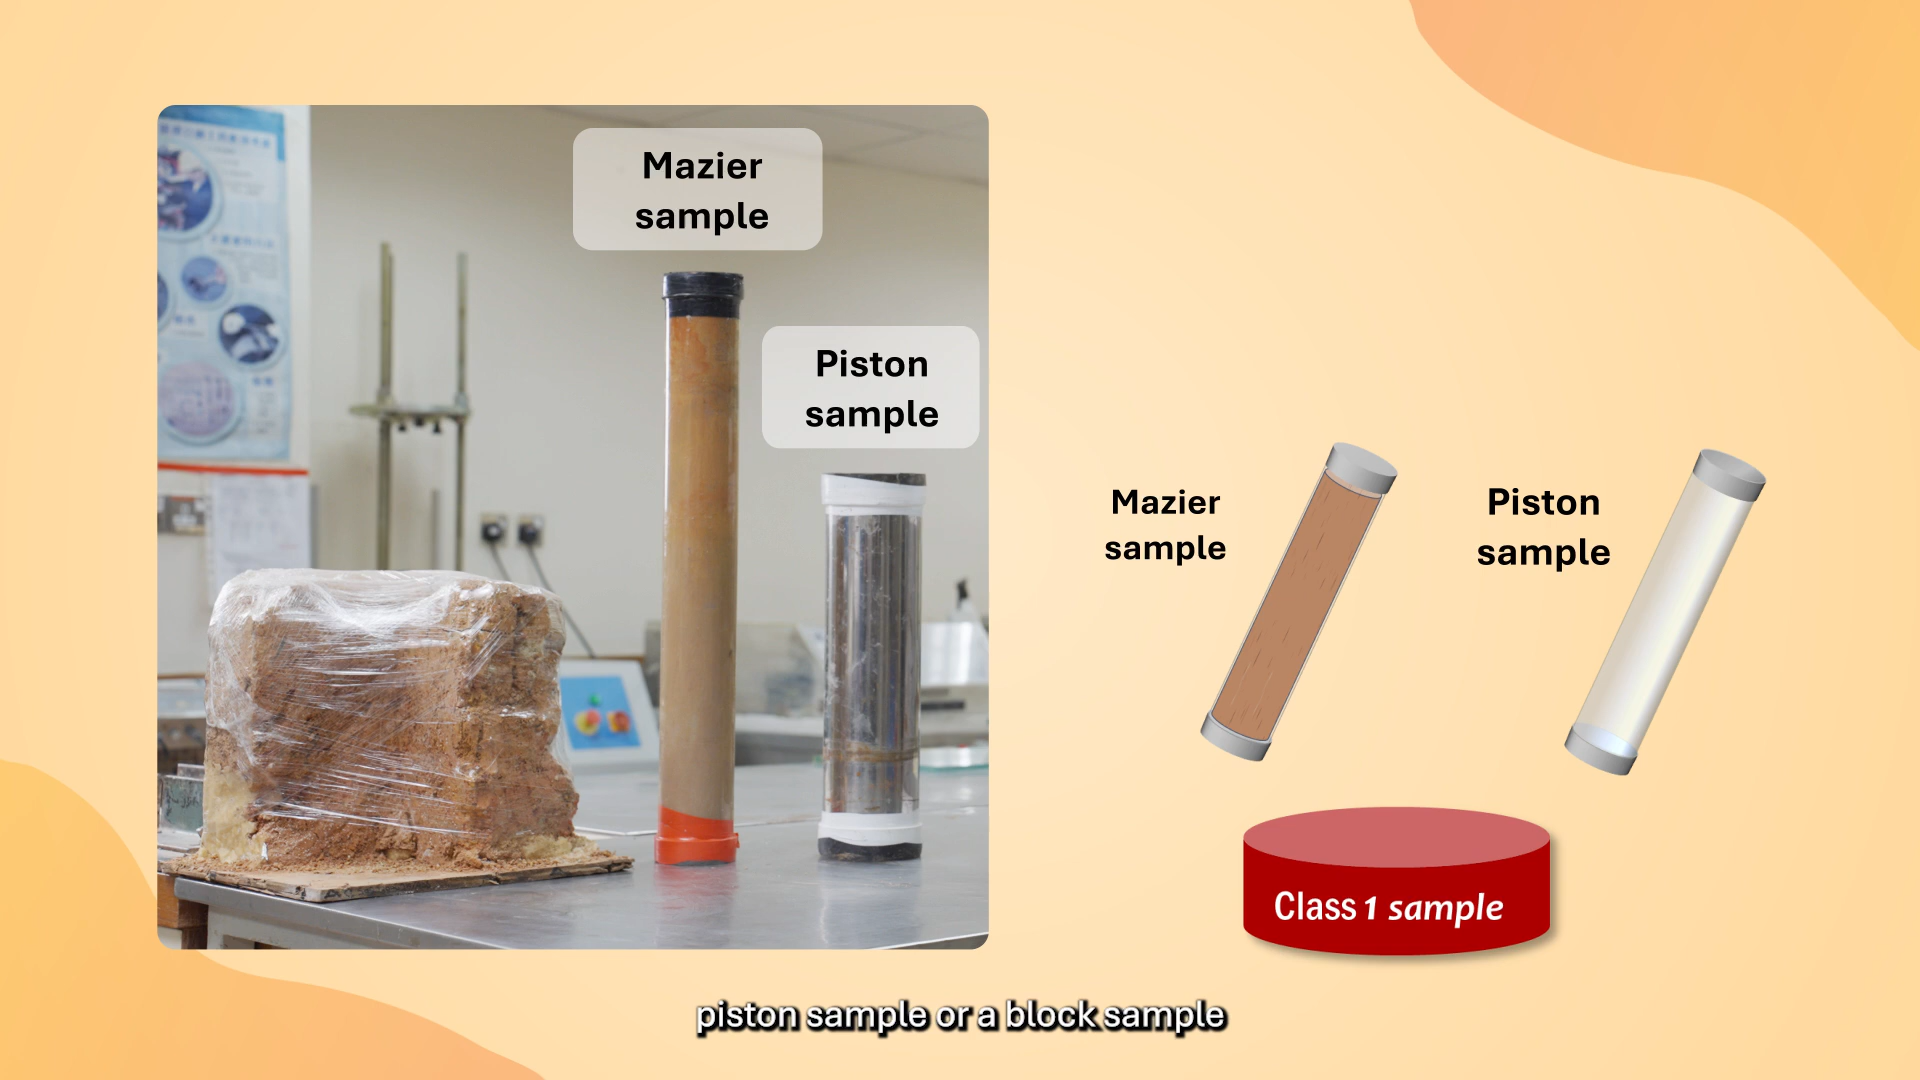 Mazier
sample
Piston
sample
Mazier
sample
Piston
sample
Class 1 sample
piston sample or a block sample